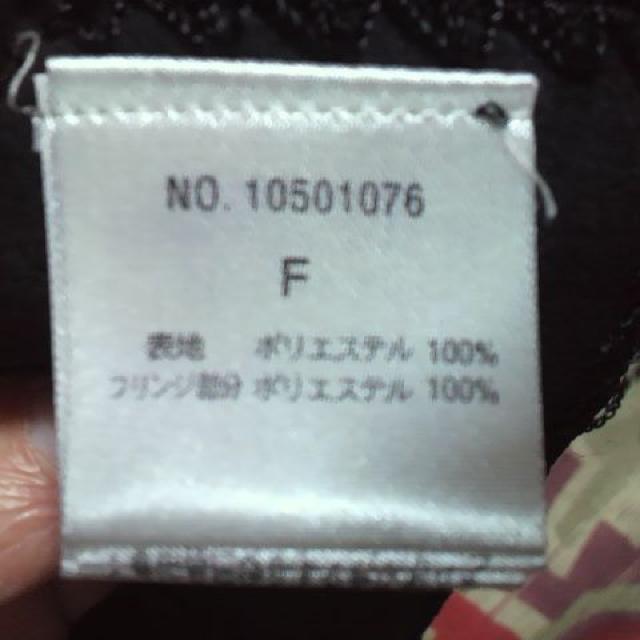 NO. 10501076
F
表地 ポリエステル 100%
フリンジ部分 ポリエステル 100%